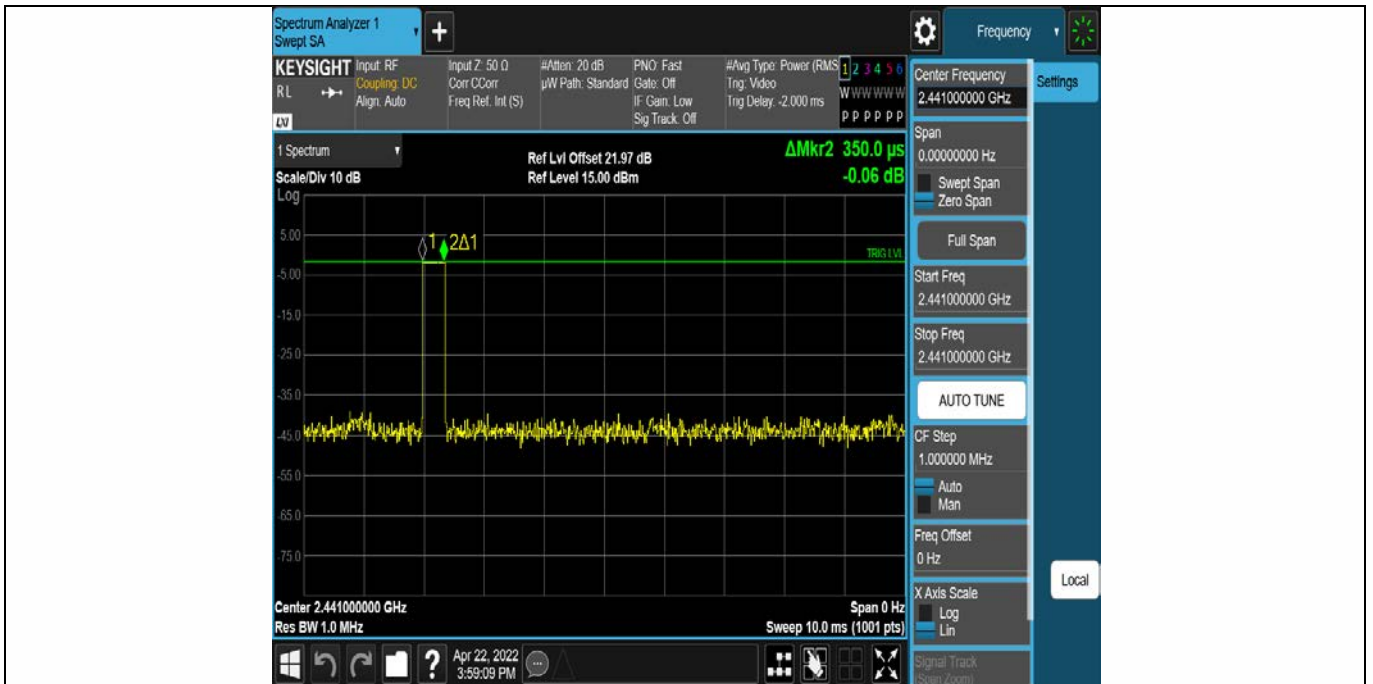 Spectrum Analyzer 1
Swept SA
+
Frequency
KEYSIGHT
RL
LXI
Input: RF
Coupling: DC
Align: Auto
Input Z: 50 Ω
Corr CCorr
Freq Ref: Int (S)
#Atten: 20 dB
µW Path: Standard
PNO: Fast
Gate: Off
IF Gain: Low
Sig Track: Off
#Avg Type: Power (RMS
Trig: Video
Trig Delay: -2.000 ms
1 2 3 4 5 6
W W W W W W
P P P P P P
1 Spectrum
Scale/Div 10 dB
Log
Ref Lvl Offset 21.97 dB
Ref Level 15.00 dBm
ΔMkr2 350.0 µs
-0.06 dB
5.00
-5.00
-15.0
-25.0
-35.0
-45.0
-55.0
-65.0
-75.0
1
2Δ1
TRIG LVL
Center 2.441000000 GHz
Res BW 1.0 MHz
Span 0 Hz
Sweep 10.0 ms (1001 pts)
?
Apr 22, 2022
3:59:09 PM
Center Frequency
2.441000000 GHz
Span
0.00000000 Hz
Swept Span
Zero Span
Full Span
Start Freq
2.441000000 GHz
Stop Freq
2.441000000 GHz
AUTO TUNE
CF Step
1.000000 MHz
Auto
Man
Freq Offset
0 Hz
X Axis Scale
Log
Lin
Signal Track
(Span Zoom)
Settings
Local